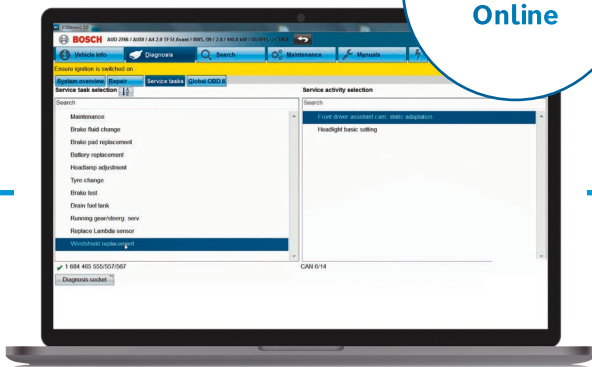 Online
ESI[tronic] 2.0
BOSCH
Vehicle info
Diagnosis
Search
Maintenance
Manuals
Ensure ignition is switched on
System overview
Repair
Service tasks
Global OBD II
Service task selection
Service activity selection
Search
Search
Maintenance
Front driver assistant cam. static adaptation
Brake fluid change
Headlight basic setting
Brake pad replacement
Battery replacement
Headlamp adjustment
Tyre change
Brake test
Drain fuel tank
Running gear/steerg. serv.
Replace Lambda sensor
Windshield replacement
1 684 465 555/557/567
CAN 6/14
Diagnosis socket